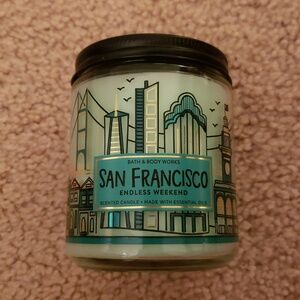 BATH & BODY WORKS
SAN FRANCISCO
ENDLESS WEEKEND
SCENTED CANDLE • MADE WITH ESSENTIAL OILS